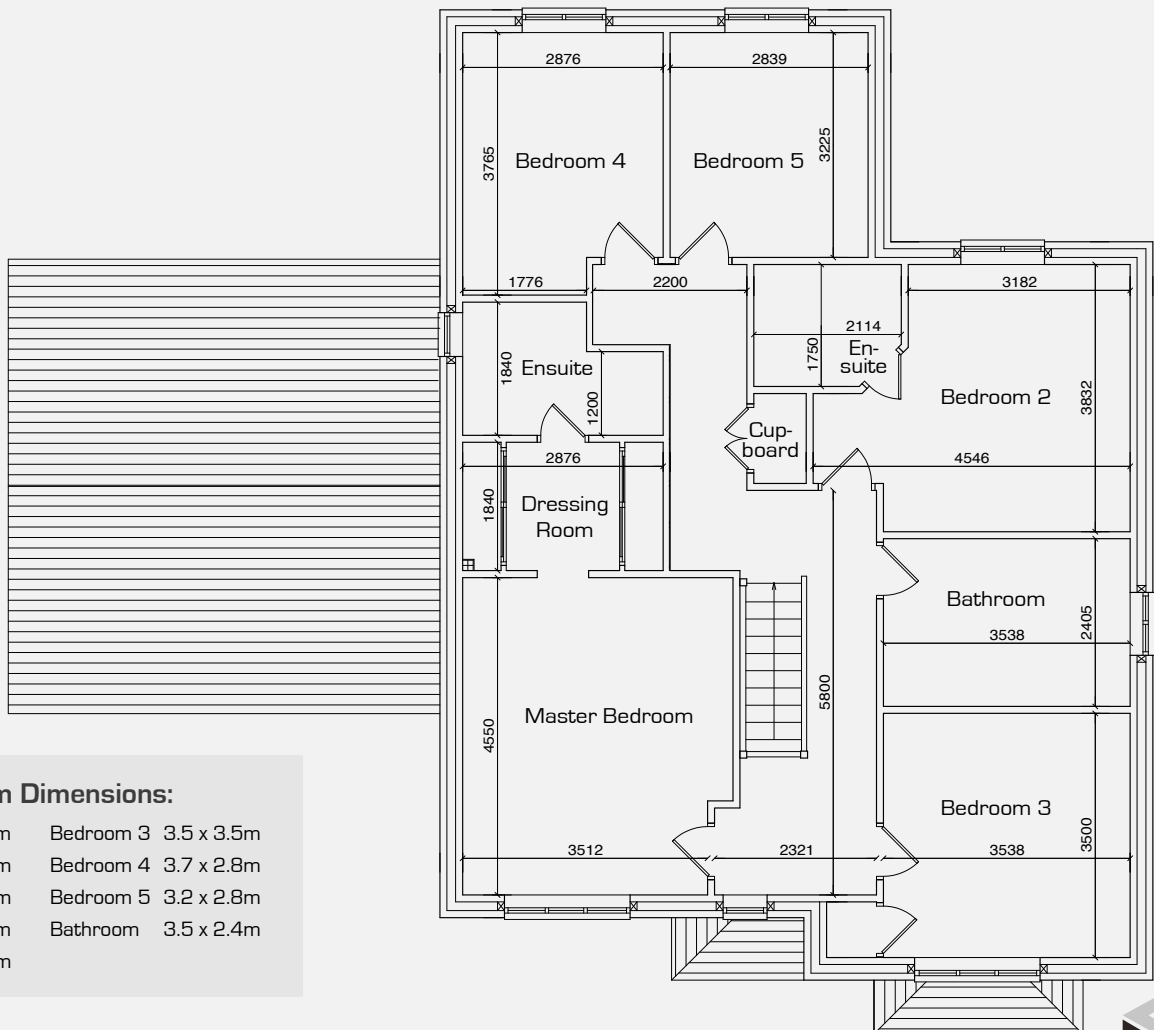 2876
2839
3765
3225
Bedroom 4
Bedroom 5
1776
2200
3182
2114
1840
1750
Ensuite
En-
suite
1200
Bedroom 2
3832
Cup-
board
2876
4546
1840
Dressing
Room
Bathroom
2405
3538
5800
Master Bedroom
4550
Bedroom 3
3500
3512
2321
3538
m Dimensions:
m Bedroom 3 3.5 x 3.5m
m Bedroom 4 3.7 x 2.8m
m Bedroom 5 3.2 x 2.8m
m Bathroom 3.5 x 2.4m
m